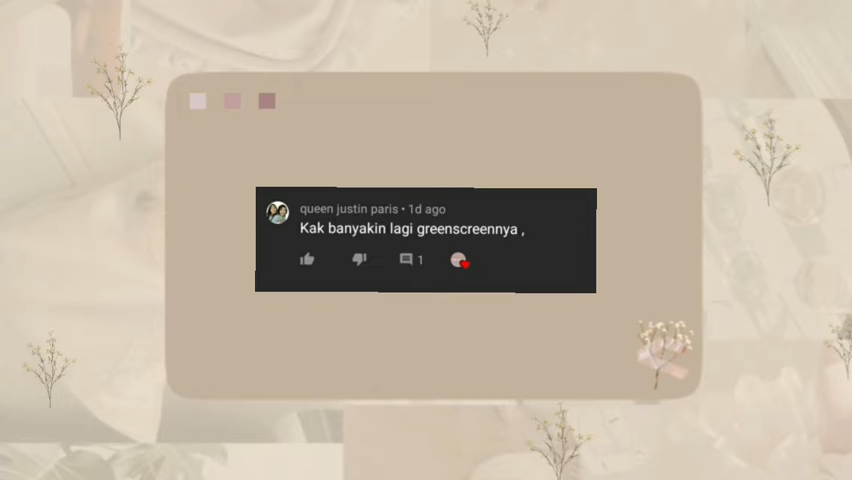 queen justin paris • 1d ago
Kak banyakin lagi greenscreennya ,
1